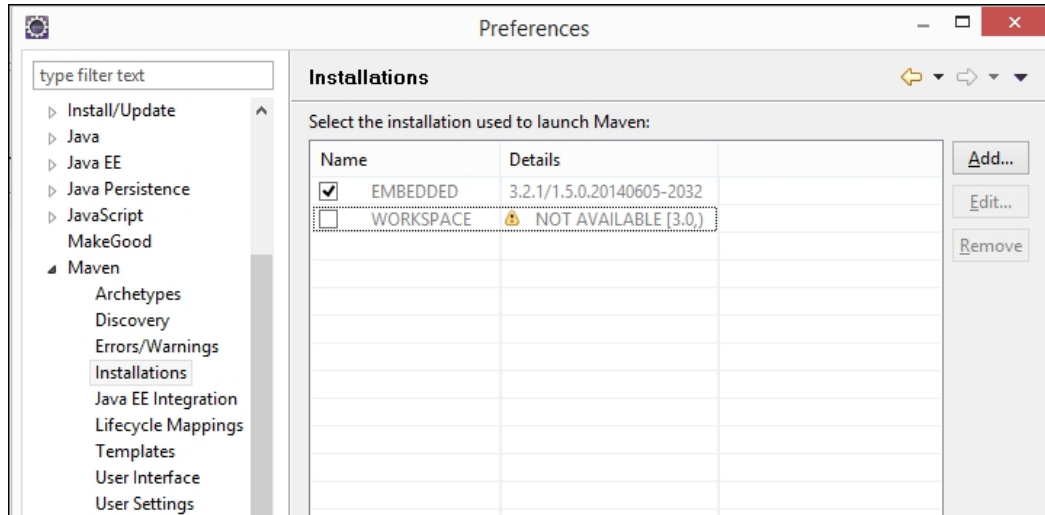 Preferences
type filter text
Install/Update
Java
Java EE
Java Persistence
JavaScript
MakeGood
Maven
Archetypes
Discovery
Errors/Warnings
Installations
Java EE Integration
Lifecycle Mappings
Templates
User Interface
User Settings
Installations
Select the installation used to launch Maven:
Name Details
EMBEDDED 3.2.1/1.5.0.20140605-2032
WORKSPACE NOT AVAILABLE [3.0,)
Add...
Edit...
Remove